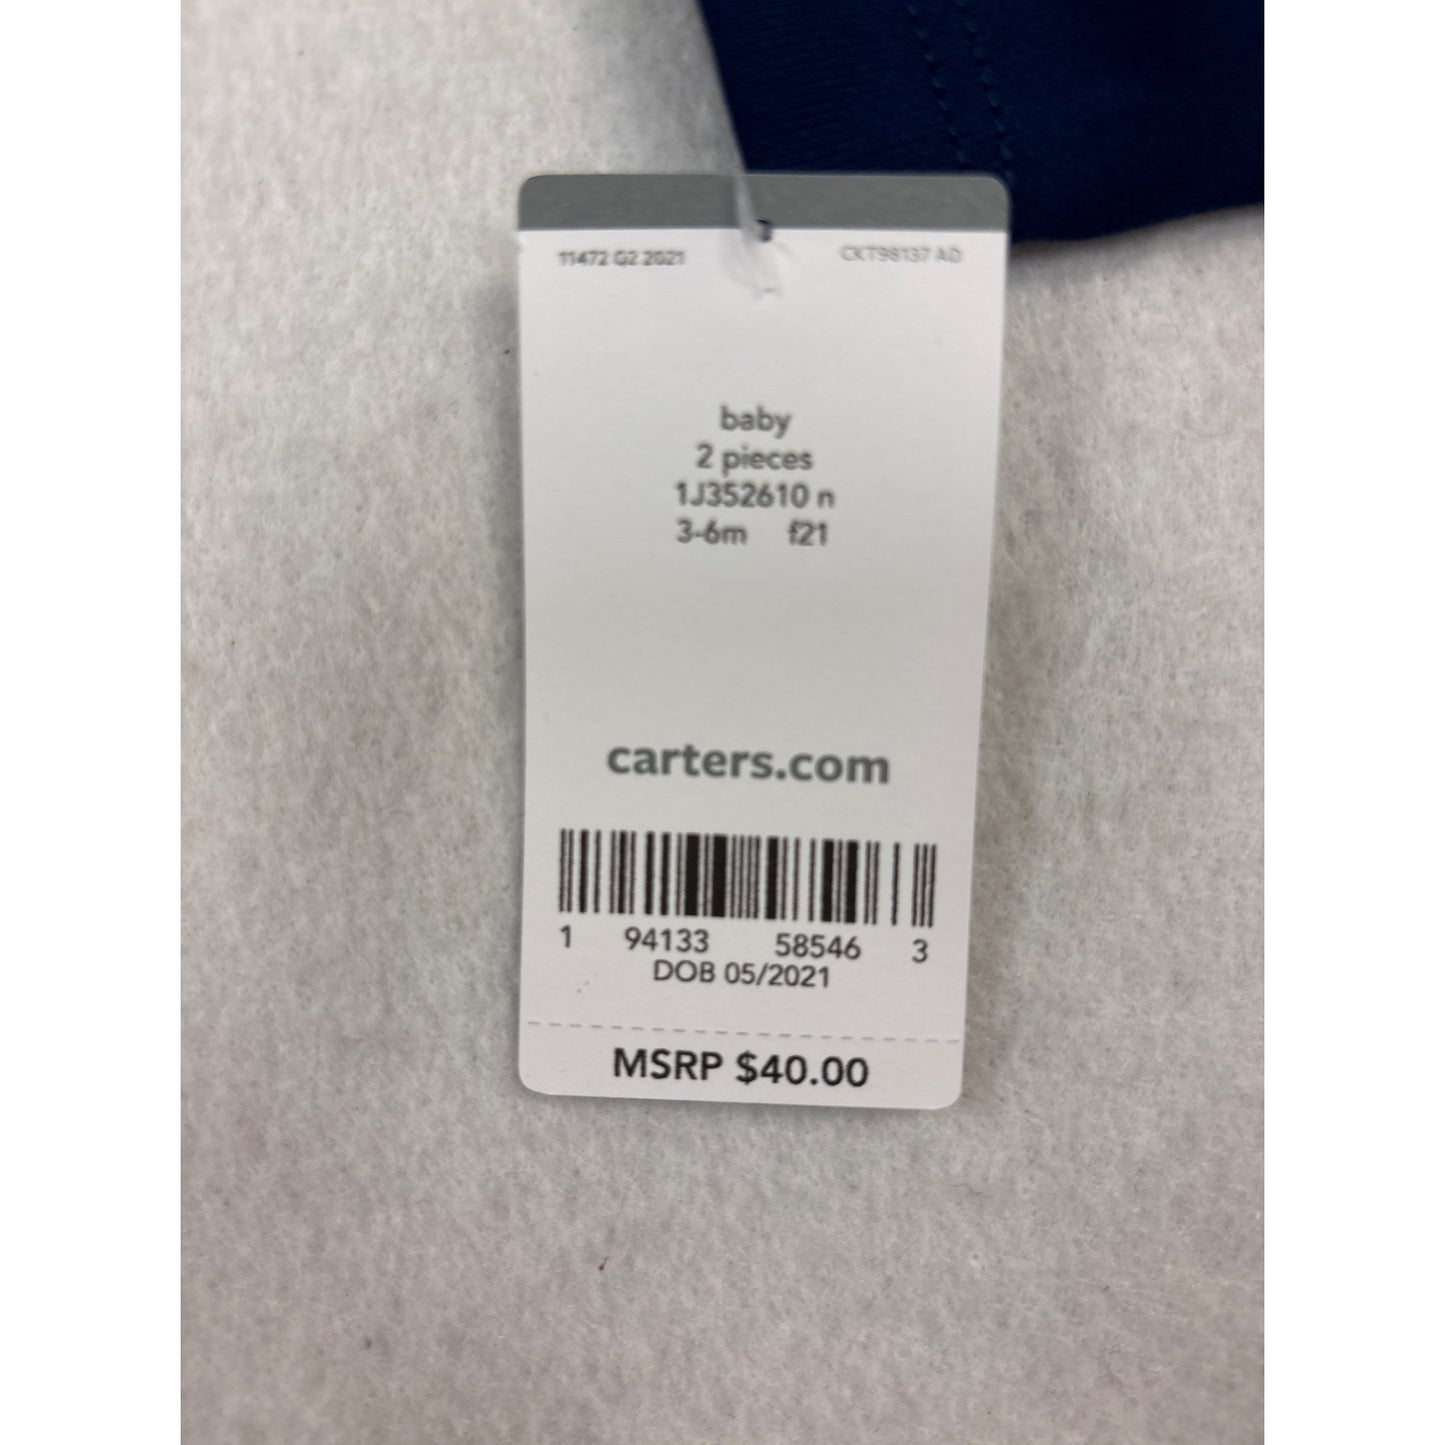 11472 Q2 2021 CKT98137 AD
baby
2 pieces
1J352610 n
3-6m f21
carters.com
1 94133 58546 3
DOB 05/2021
MSRP $40.00